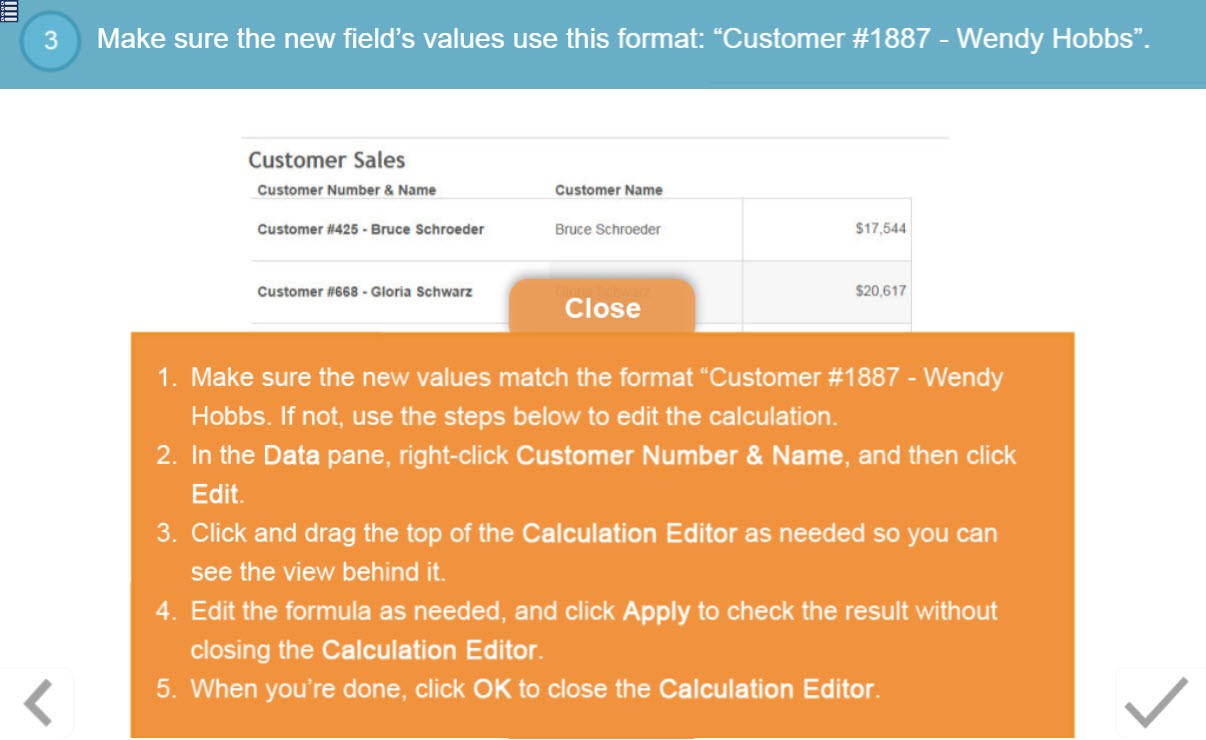 3
Make sure the new field’s values use this format: “Customer #1887 - Wendy Hobbs”.
Customer Sales
Customer Number & Name Customer Name
Customer #425 - Bruce Schroeder Bruce Schroeder $17,544
Customer #668 - Gloria Schwarz Gloria Schwarz $20,617
Close
1. Make sure the new values match the format “Customer #1887 - Wendy
Hobbs. If not, use the steps below to edit the calculation.
2. In the Data pane, right-click Customer Number & Name, and then click
Edit.
3. Click and drag the top of the Calculation Editor as needed so you can
see the view behind it.
4. Edit the formula as needed, and click Apply to check the result without
closing the Calculation Editor.
5. When you’re done, click OK to close the Calculation Editor.